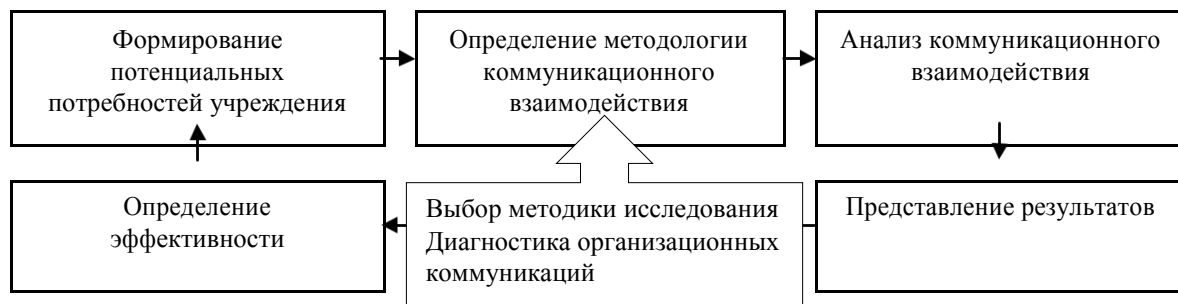 Формирование
потенциальных
потребностей учреждения
Определение методологии
коммуникационного
взаимодействия
Анализ коммуникационного
взаимодействия
Определение
эффективности
Выбор методики исследования
Диагностика организационных
коммуникаций
Представление результатов